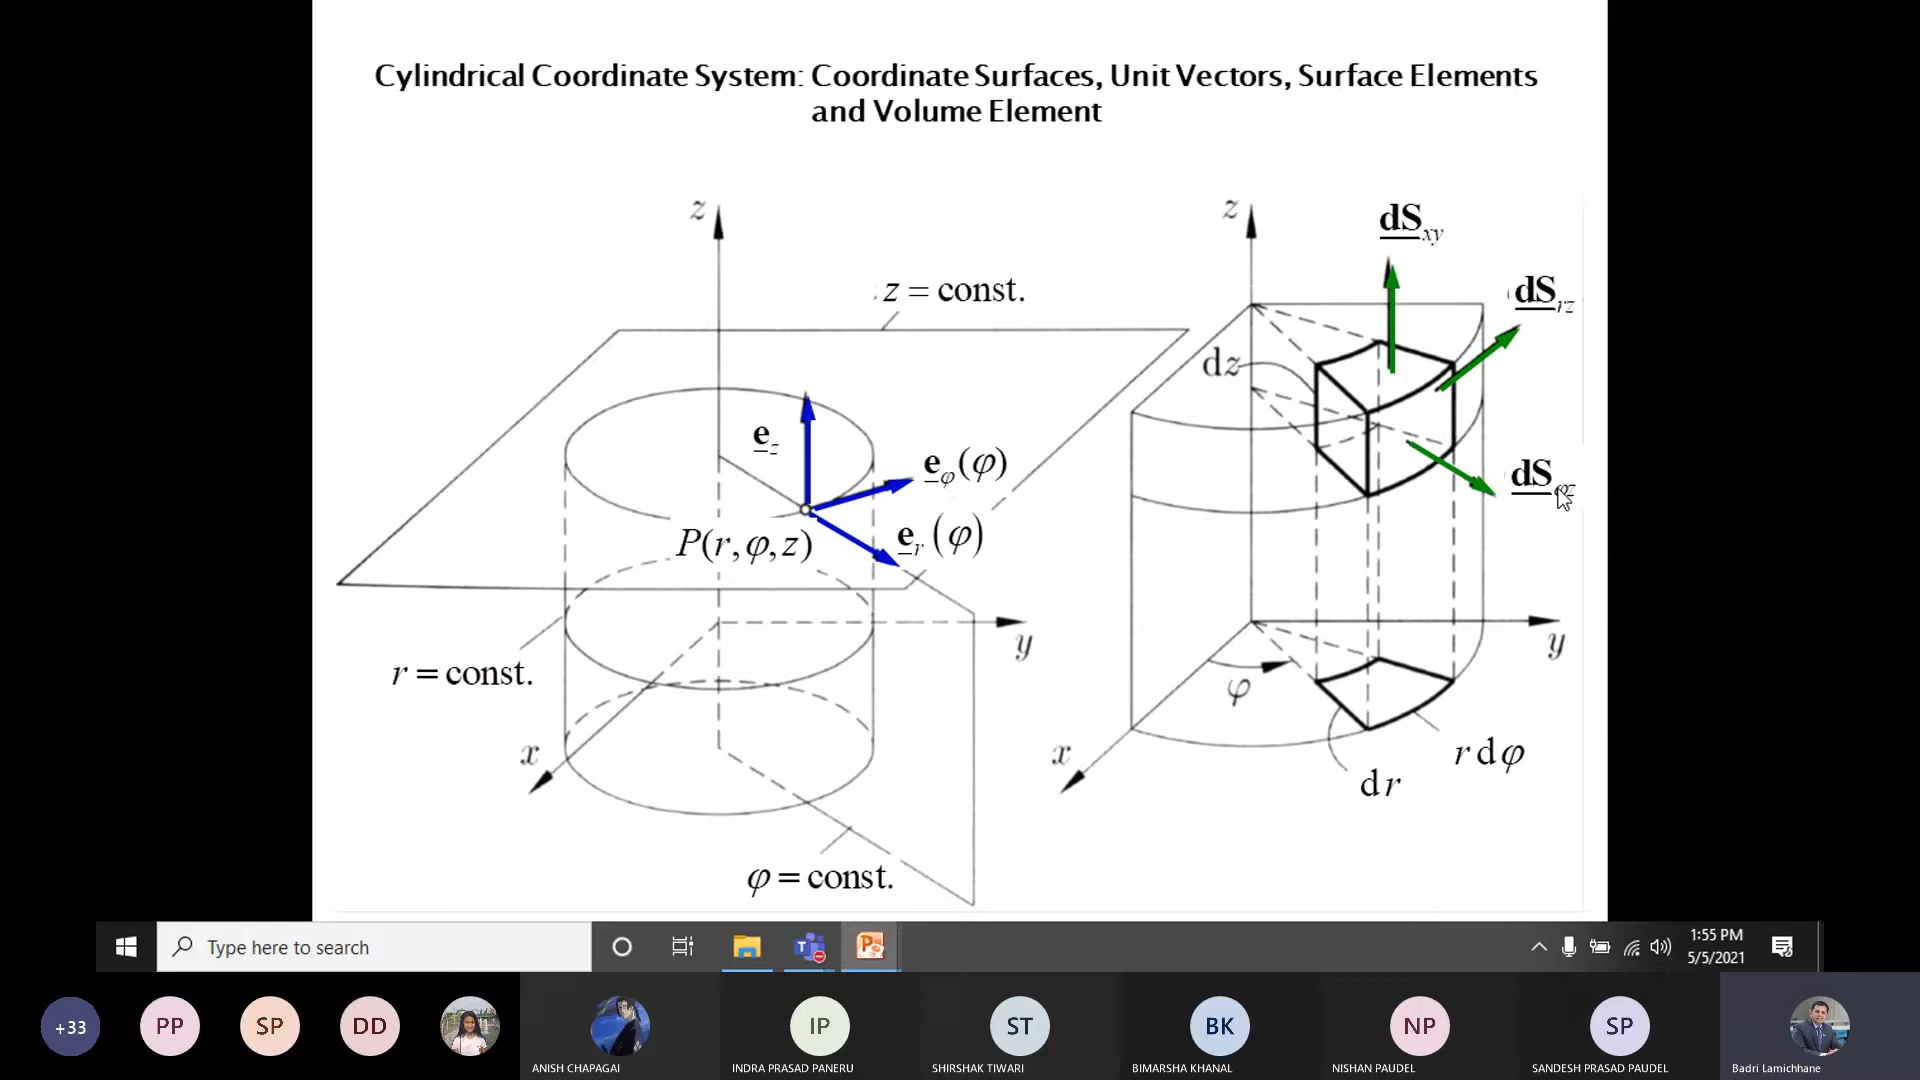 Cylindrical Coordinate System: Coordinate Surfaces, Unit Vectors, Surface Elements
and Volume Element
z
z = const.
e_z
e_φ(φ)
P(r, φ, z)
e_r(φ)
y
r = const.
x
φ = const.
z
dS_xy
dS_rz
dz
dS_φz
y
φ
x
r dφ
dr
Type here to search
1:55 PM
5/5/2021
+33
PP
SP
DD
IP
ST
BK
NP
SP
ANISH CHAPAGAI
INDRA PRASAD PANERU
SHIRSHAK TIWARI
BIMARSHA KHANAL
NISHAN PAUDEL
SANDESH PRASAD PAUDEL
Badri Lamichhane